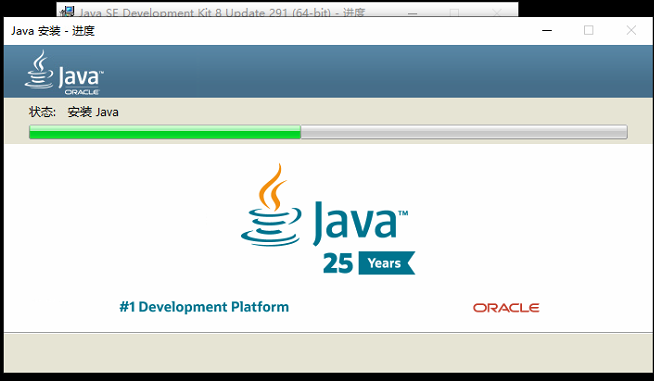 Java SE Development Kit 8 Update 291 (64-bit) - 进度
Java 安装 - 进度
Java™
ORACLE
状态: 安装 Java
Java™
25 Years
#1 Development Platform
ORACLE